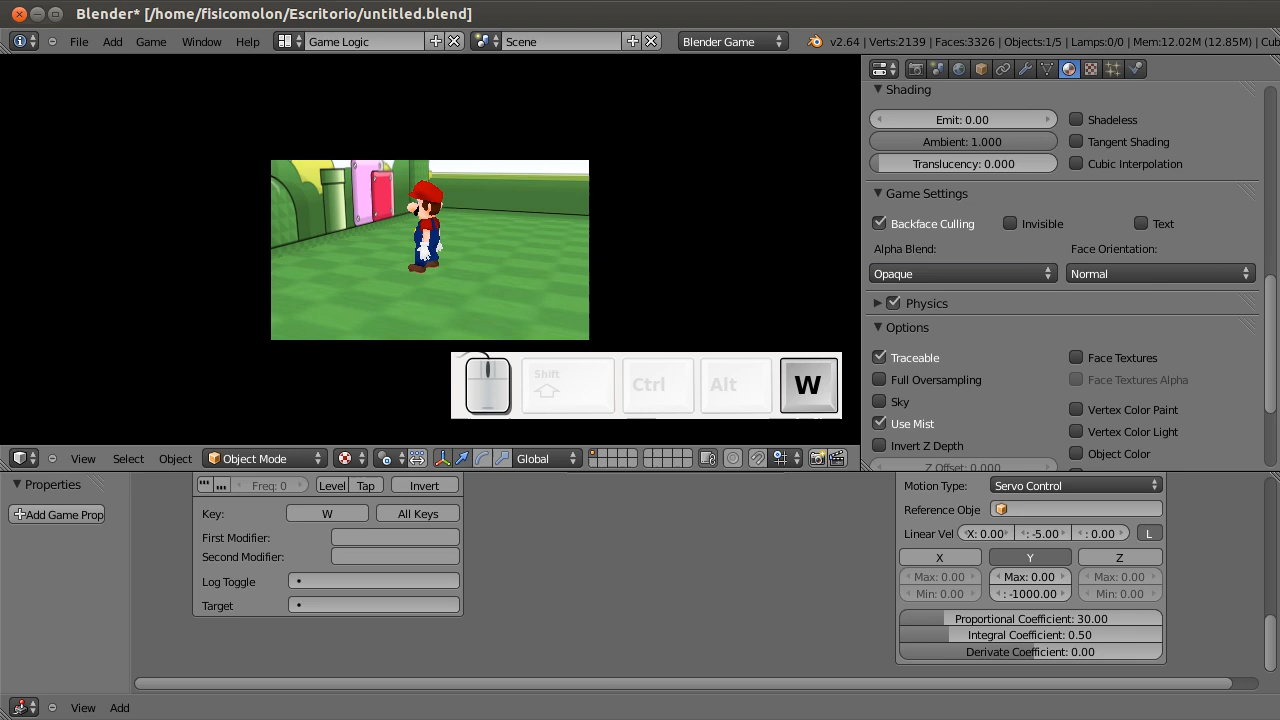 Blender* [/home/fisicomolon/Escritorio/untitled.blend]
File Add Game Window Help Game Logic Scene Blender Game v2.64 | Verts:2139 | Faces:3326 | Objects:1/5 | Lamps:0/0 | Mem:12.02M (12.85M) | Cub
Shading
Emit: 0.00 Shadeless
Ambient: 1.000 Tangent Shading
Translucency: 0.000 Cubic Interpolation
Game Settings
Backface Culling Invisible Text
Alpha Blend: Face Orientation:
Opaque Normal
Physics
Options
Traceable Face Textures
Full Oversampling Face Textures Alpha
Sky
Vertex Color Paint
Use Mist
Vertex Color Light
Invert Z Depth
Object Color
Z Offset: 0.000
Shift Ctrl Alt W
View Select Object Object Mode Global
Properties
Add Game Prop
Freq: 0 Level Tap Invert
Key: W All Keys
First Modifier:
Second Modifier:
Log Toggle
Target
Motion Type: Servo Control
Reference Obje
Linear Vel X: 0.00 : -5.00 : 0.00 L
X Y Z
Max: 0.00 Max: 0.00 Max: 0.00
Min: 0.00 : -1000.00 Min: 0.00
Proportional Coefficient: 30.00
Integral Coefficient: 0.50
Derivate Coefficient: 0.00
View Add